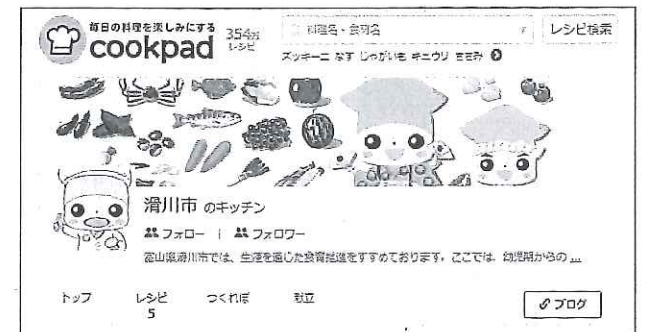 毎日の料理を楽しみにする
cookpad
354万
レシピ
料理名・食材名
レシピ検索
ズッキーニ なす じゃがいも キュウリ ささみ
滑川市 のキッチン
フォロー | フォロワー
富山県滑川市では、生涯を通じた食育推進をすすめております。ここでは、幼児期からの ...
トップ
レシピ
5
つくれぽ
献立
ブログ